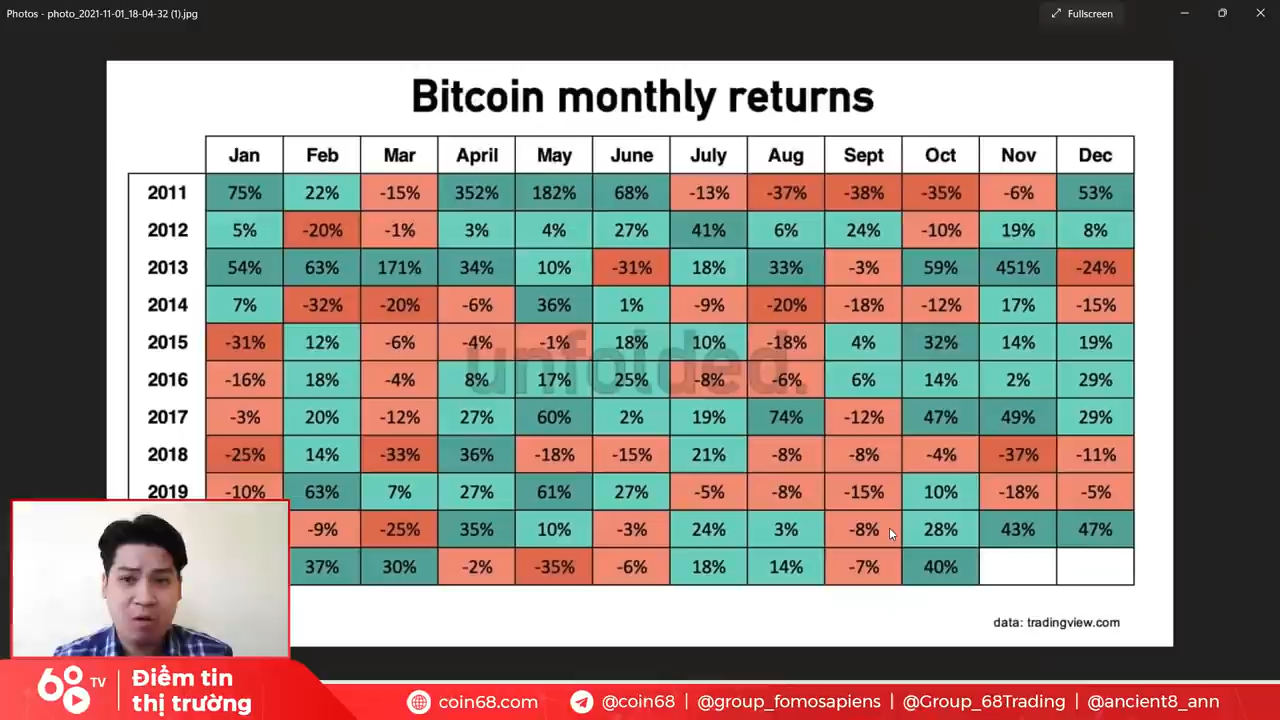 Photos - photo_2021-11-01_18-04-32 (1).jpg
Fullscreen
Bitcoin monthly returns
Jan Feb Mar April May June July Aug Sept Oct Nov Dec
2011 75% 22% -15% 352% 182% 68% -13% -37% -38% -35% -6% 53%
2012 5% -20% -1% 3% 4% 27% 41% 6% 24% -10% 19% 8%
2013 54% 63% 171% 34% 10% -31% 18% 33% -3% 59% 451% -24%
2014 7% -32% -20% -6% 36% 1% -9% -20% -18% -12% 17% -15%
2015 -31% 12% -6% -4% -1% 18% 10% -18% 4% 32% 14% 19%
unfolded.
2016 -16% 18% -4% 8% 17% 25% -8% -6% 6% 14% 2% 29%
2017 -3% 20% -12% 27% 60% 2% 19% 74% -12% 47% 49% 29%
2018 -25% 14% -33% 36% -18% -15% 21% -8% -8% -4% -37% -11%
2019 -10% 63% 7% 27% 61% 27% -5% -8% -15% 10% -18% -5%
-9% -25% 35% 10% -3% 24% 3% -8% 28% 43% 47%
37% 30% -2% -35% -6% 18% 14% -7% 40%
data: tradingview.com
68 TV
Điểm tin
thị trường
coin68.com
@coin68 | @group_fomosapiens | @Group_68Trading | @ancient8_ann